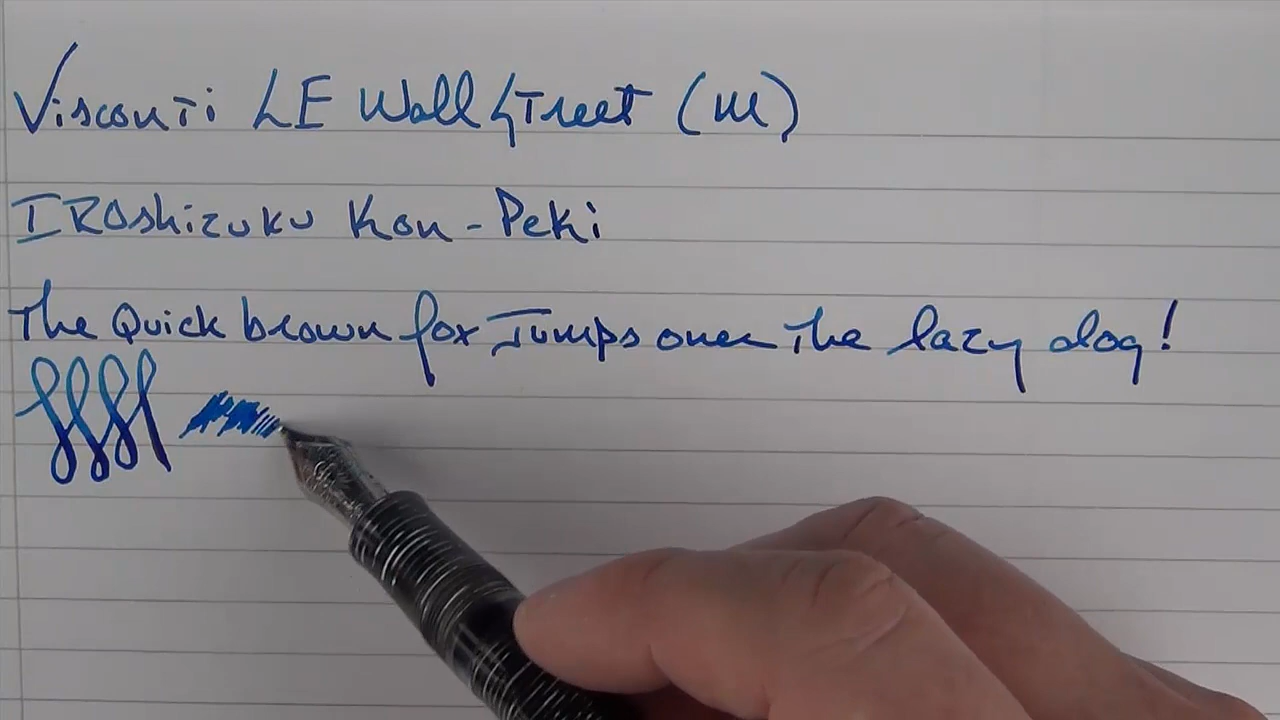 Visconti LE Wall Street (M)
IROshizuku Kon-Peki
The Quick brown fox Jumps over The lazy dog!